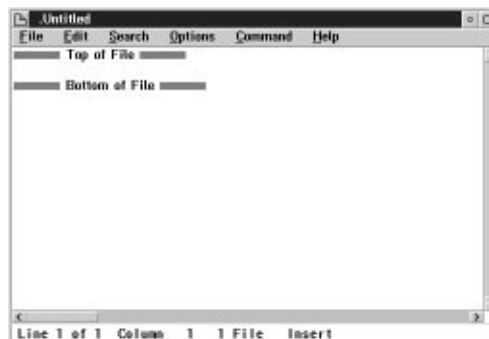 .Untitled
File Edit Search Options Command Help
Top of File
Bottom of File
Line 1 of 1 Column 1 1 File Insert